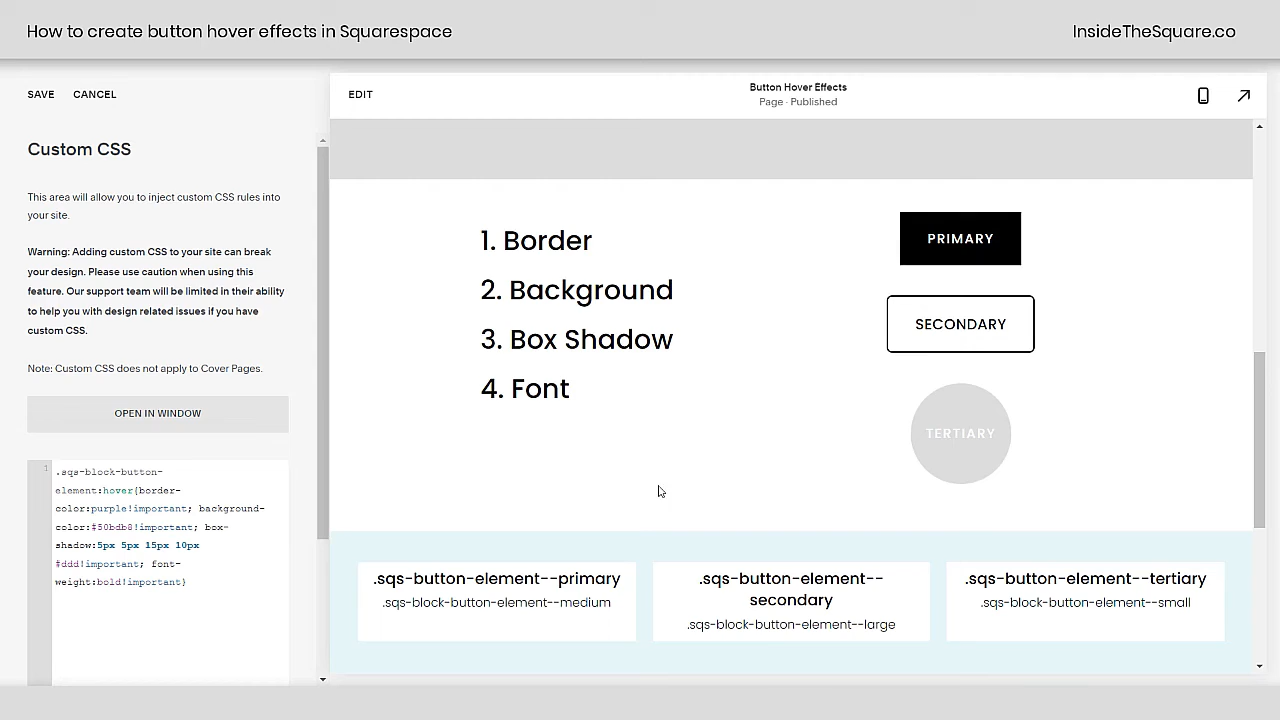 How to create button hover effects in Squarespace
InsideTheSquare.co
SAVE CANCEL
EDIT
Button Hover Effects
Page · Published
Custom CSS
This area will allow you to inject custom CSS rules into
your site.
Warning: Adding custom CSS to your site can break
your design. Please use caution when using this
feature. Our support team will be limited in their ability
to help you with design related issues if you have
custom CSS.
Note: Custom CSS does not apply to Cover Pages.
OPEN IN WINDOW
1 .sqs-block-button-
element:hover{border-
color:purple!important; background-
color:#50bdb8!important; box-
shadow:5px 5px 15px 10px
#ddd!important; font-
weight:bold!important}
1. Border
2. Background
3. Box Shadow
4. Font
PRIMARY
SECONDARY
TERTIARY
.sqs-button-element--primary
.sqs-block-button-element--medium
.sqs-button-element--
secondary
.sqs-block-button-element--large
.sqs-button-element--tertiary
.sqs-block-button-element--small